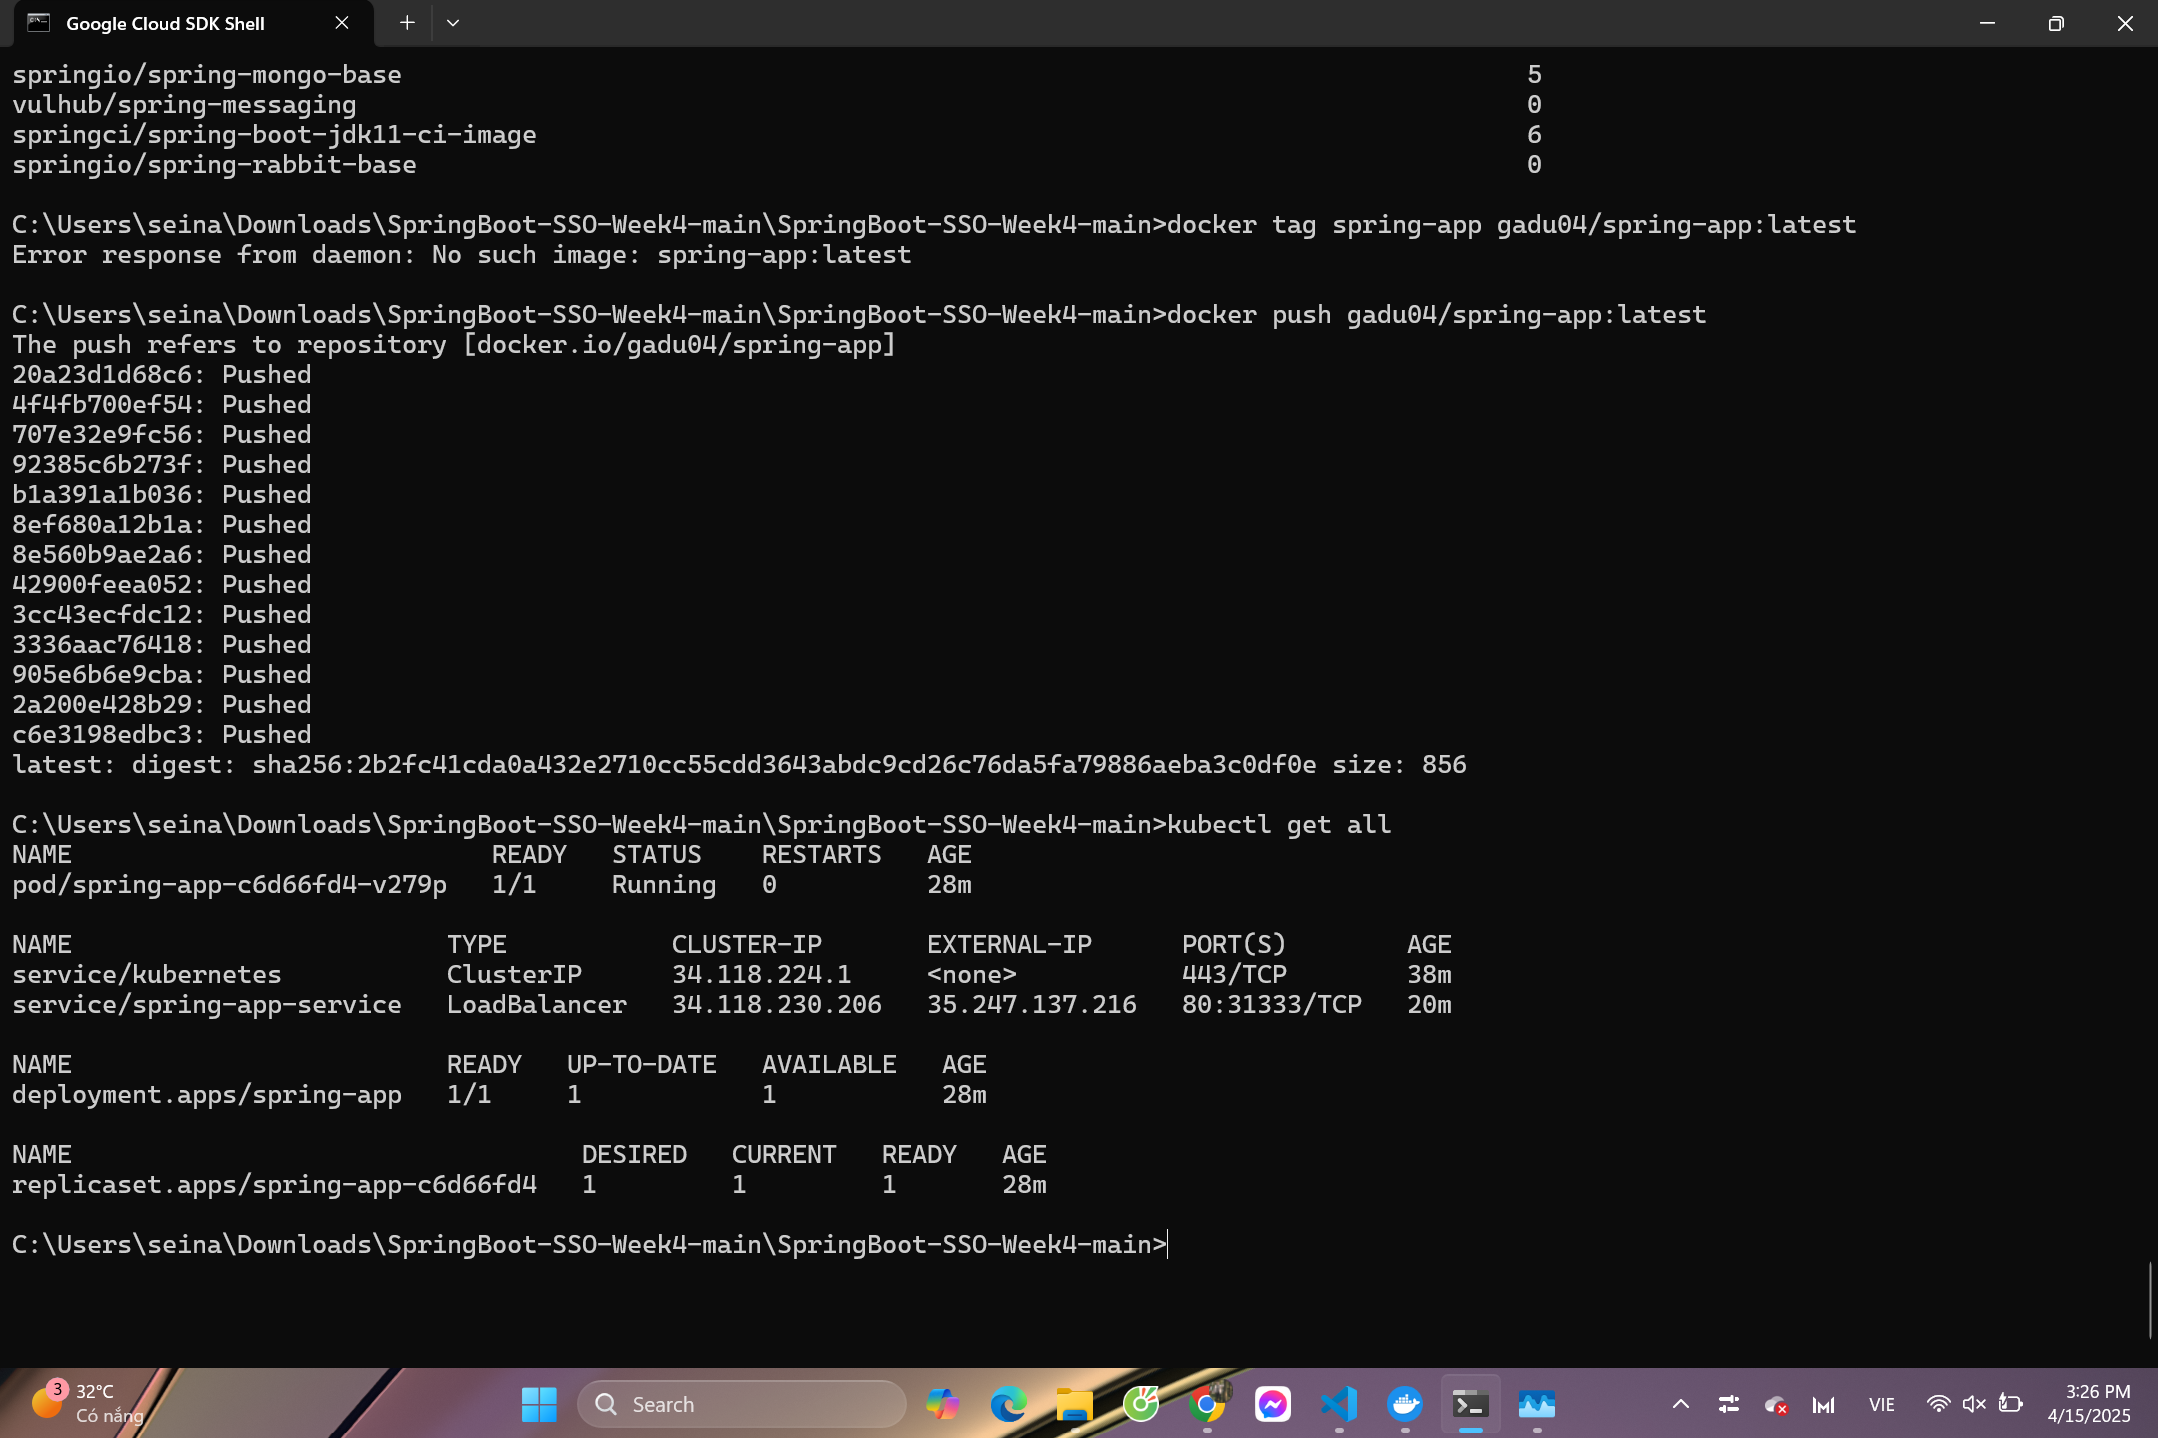 Google Cloud SDK Shell
springio/spring-mongo-base 5
vulhub/spring-messaging 0
springci/spring-boot-jdk11-ci-image 6
springio/spring-rabbit-base 0
C:\Users\seina\Downloads\SpringBoot-SSO-Week4-main\SpringBoot-SSO-Week4-main>docker tag spring-app gadu04/spring-app:latest
Error response from daemon: No such image: spring-app:latest
C:\Users\seina\Downloads\SpringBoot-SSO-Week4-main\SpringBoot-SSO-Week4-main>docker push gadu04/spring-app:latest
The push refers to repository [docker.io/gadu04/spring-app]
20a23d1d68c6: Pushed
4f4fb700ef54: Pushed
707e32e9fc56: Pushed
92385c6b273f: Pushed
b1a391a1b036: Pushed
8ef680a12b1a: Pushed
8e560b9ae2a6: Pushed
42900feea052: Pushed
3cc43ecfdc12: Pushed
3336aac76418: Pushed
905e6b6e9cba: Pushed
2a200e428b29: Pushed
c6e3198edbc3: Pushed
latest: digest: sha256:2b2fc41cda0a432e2710cc55cdd3643abdc9cd26c76da5fa79886aeba3c0df0e size: 856
C:\Users\seina\Downloads\SpringBoot-SSO-Week4-main\SpringBoot-SSO-Week4-main>kubectl get all
NAME READY STATUS RESTARTS AGE
pod/spring-app-c6d66fd4-v279p 1/1 Running 0 28m
NAME TYPE CLUSTER-IP EXTERNAL-IP PORT(S) AGE
service/kubernetes ClusterIP 34.118.224.1 <none> 443/TCP 38m
service/spring-app-service LoadBalancer 34.118.230.206 35.247.137.216 80:31333/TCP 20m
NAME READY UP-TO-DATE AVAILABLE AGE
deployment.apps/spring-app 1/1 1 1 28m
NAME DESIRED CURRENT READY AGE
replicaset.apps/spring-app-c6d66fd4 1 1 1 28m
C:\Users\seina\Downloads\SpringBoot-SSO-Week4-main\SpringBoot-SSO-Week4-main>
3
32°C
Có nắng
Search
VIE
3:26 PM
4/15/2025